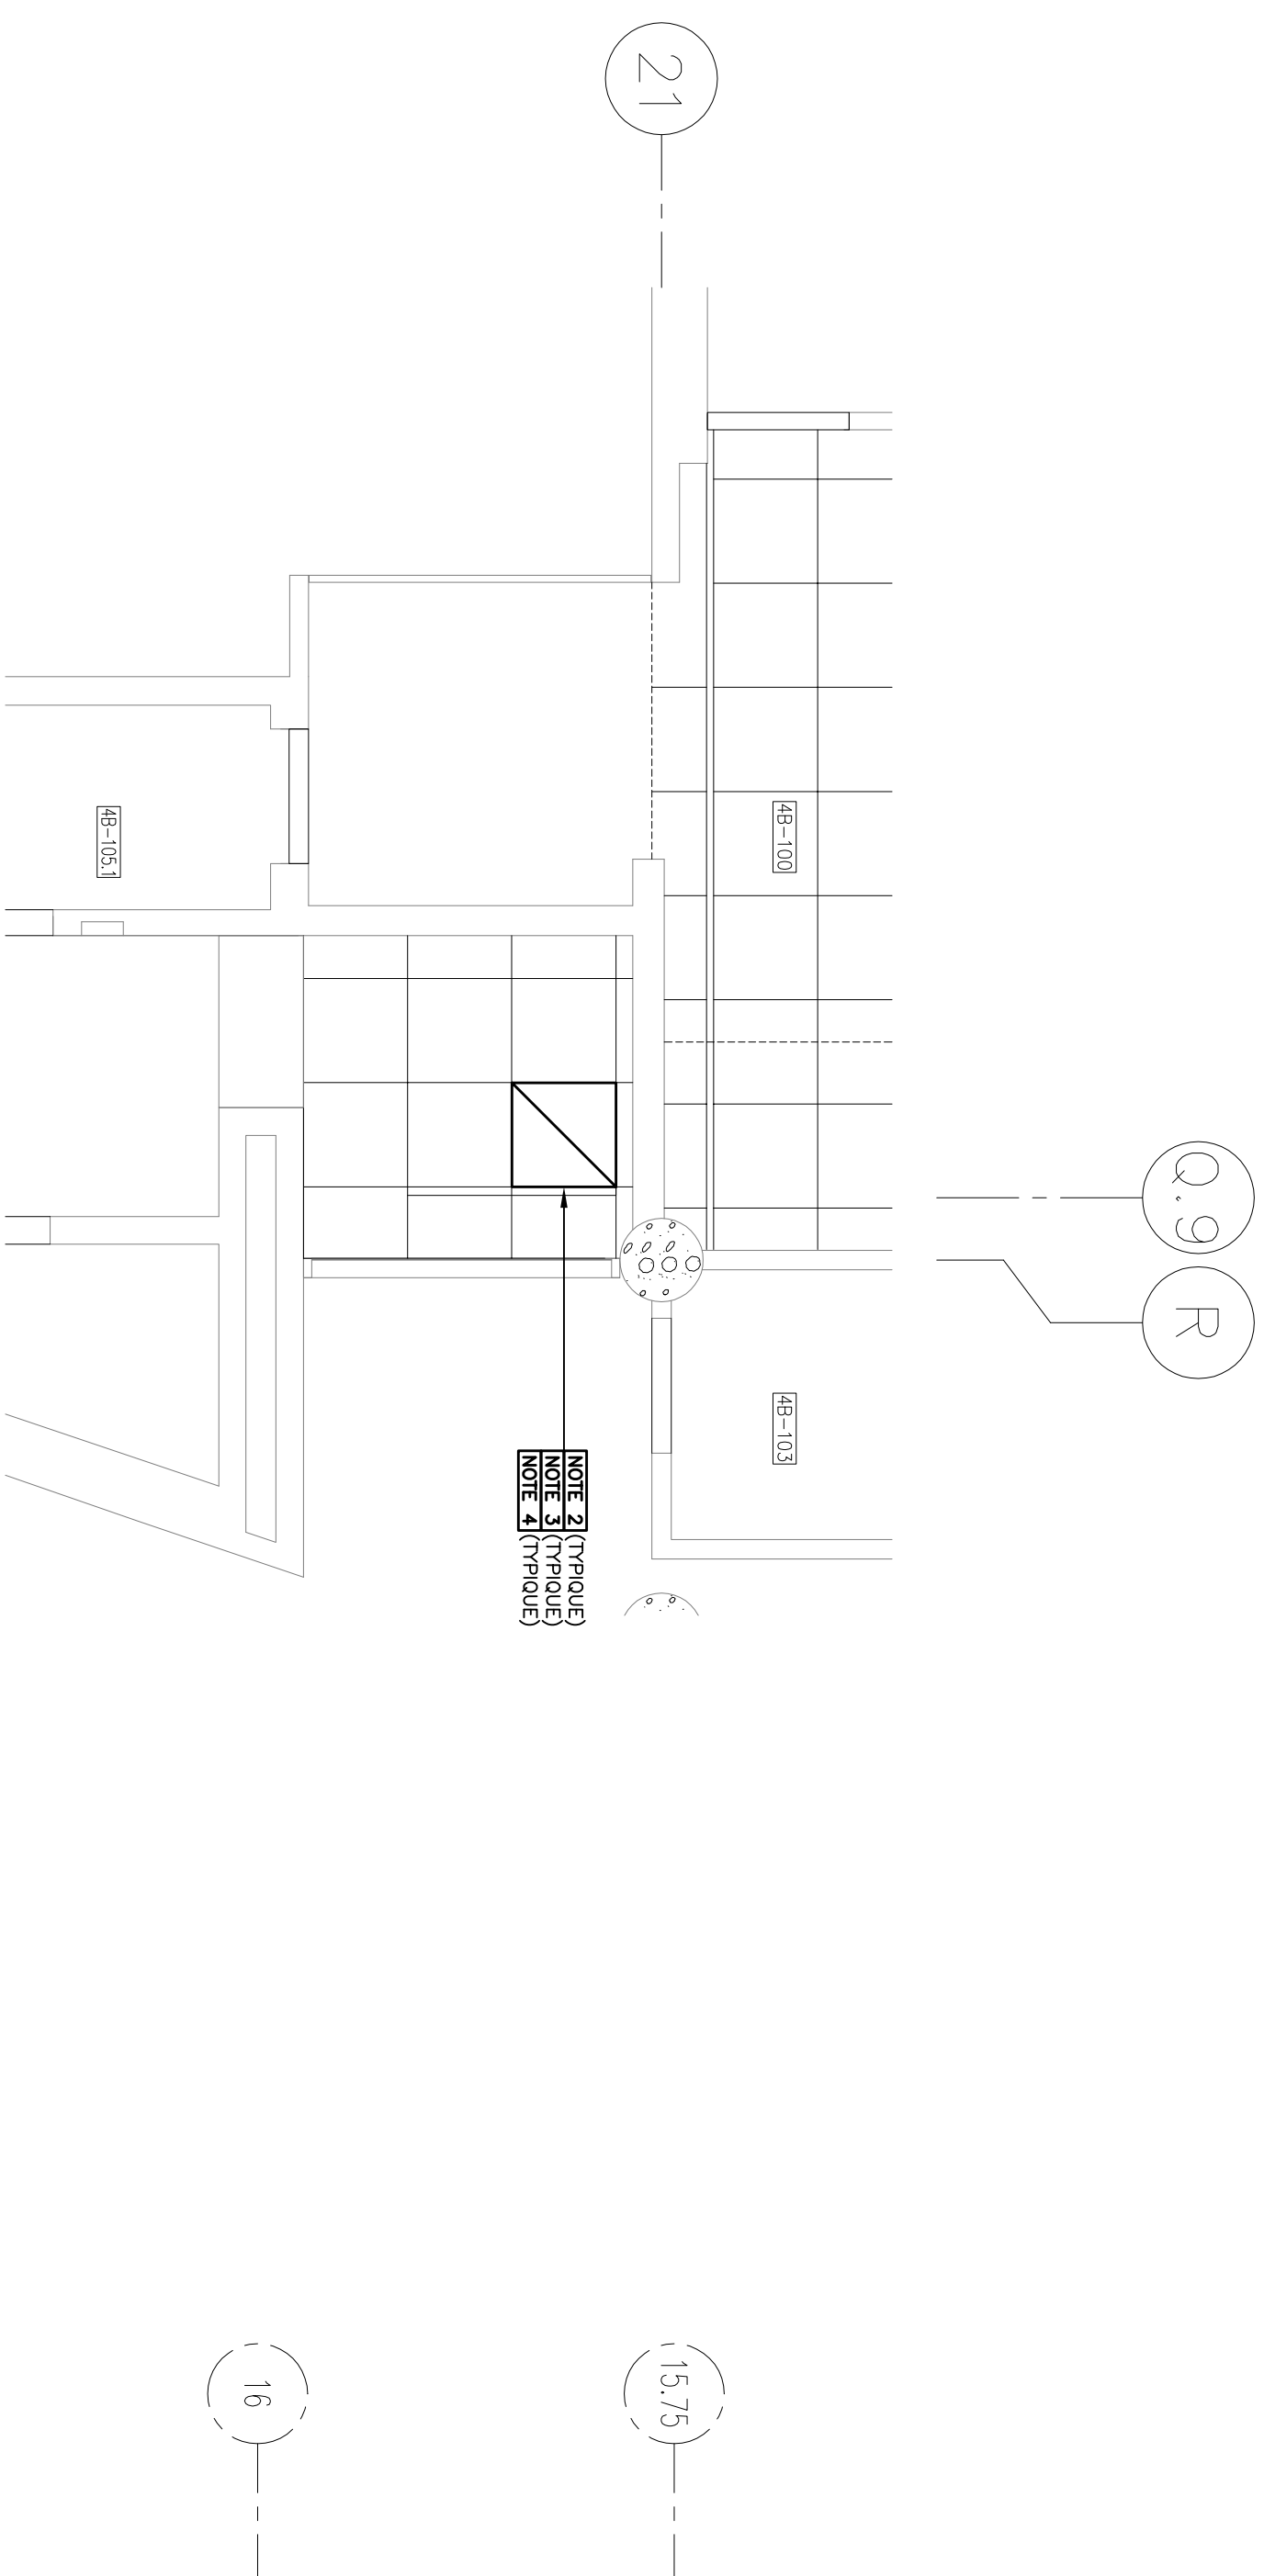 21
Q.9
R
4B-100
4B-105.1
4B-103
NOTE 2 (TYPIQUE)
NOTE 3 (TYPIQUE)
NOTE 4 (TYPIQUE)
15.75
16